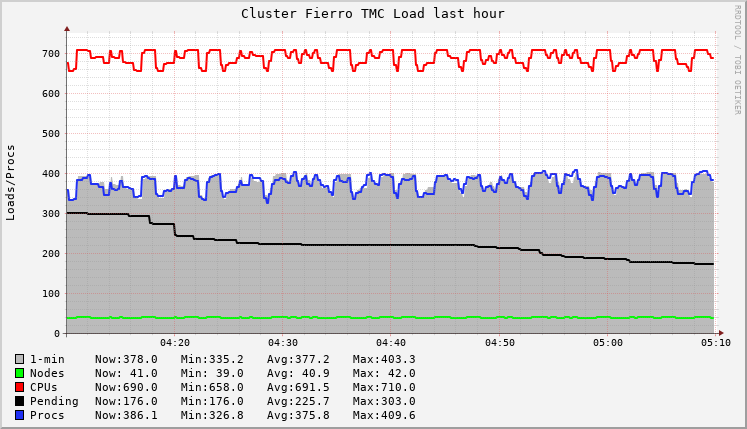 Cluster Fierro TMC Load last hour
RRDTOOL / TOBI OETIKER
Loads/Procs
700
600
500
400
300
200
100
0
04:20 04:30 04:40 04:50 05:00 05:10
1-min Now:378.0 Min:335.2 Avg:377.2 Max:403.3
Nodes Now: 41.0 Min: 39.0 Avg: 40.9 Max: 42.0
CPUs Now:690.0 Min:658.0 Avg:691.5 Max:710.0
Pending Now:176.0 Min:176.0 Avg:225.7 Max:303.0
Procs Now:386.1 Min:326.8 Avg:375.8 Max:409.6